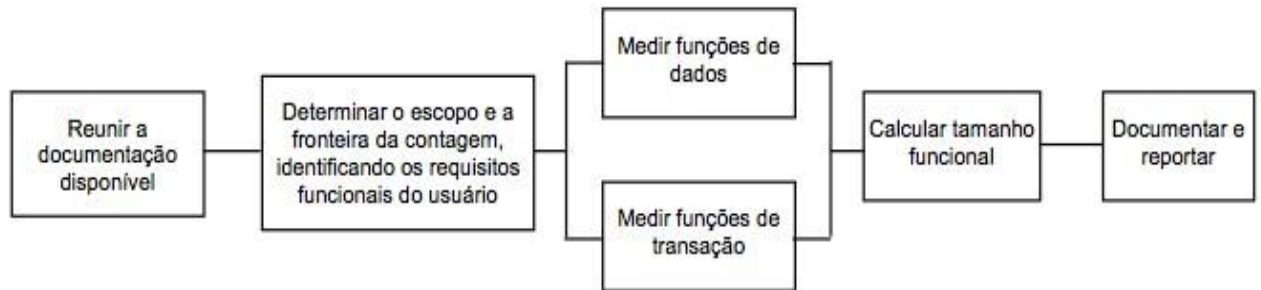 Reunir a
documentação
disponível
Determinar o escopo e a
fronteira da contagem,
identificando os requisitos
funcionais do usuário
Medir funções de
dados
Medir funções de
transação
Calcular tamanho
funcional
Documentar e
reportar